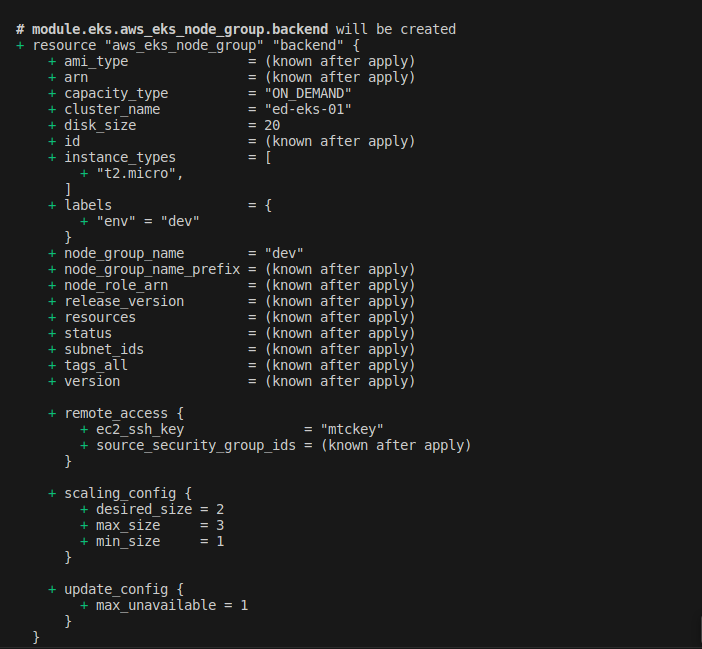 # module.eks.aws_eks_node_group.backend will be created
+ resource "aws_eks_node_group" "backend" {
    + ami_type               = (known after apply)
    + arn                    = (known after apply)
    + capacity_type          = "ON_DEMAND"
    + cluster_name           = "ed-eks-01"
    + disk_size              = 20
    + id                     = (known after apply)
    + instance_types         = [
        + "t2.micro",
      ]
    + labels                 = {
        + "env" = "dev"
      }
    + node_group_name        = "dev"
    + node_group_name_prefix = (known after apply)
    + node_role_arn          = (known after apply)
    + release_version        = (known after apply)
    + resources              = (known after apply)
    + status                 = (known after apply)
    + subnet_ids             = (known after apply)
    + tags_all               = (known after apply)
    + version                = (known after apply)

    + remote_access {
        + ec2_ssh_key               = "mtckey"
        + source_security_group_ids = (known after apply)
      }

    + scaling_config {
        + desired_size = 2
        + max_size     = 3
        + min_size     = 1
      }

    + update_config {
        + max_unavailable = 1
      }
  }